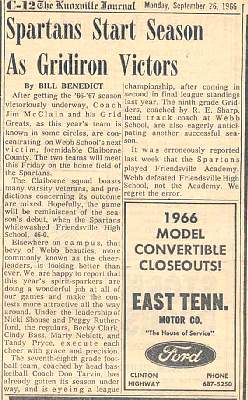 C-12 The Knoxville Journal Monday, September 26, 1966
Spartans Start Season
As Gridiron Victors
By BILL BENEDICT
After getting the '66-'67 season
victoriously underway, Coach
Jim McClain and his Grid
Greats, as this year's team is
known in some circles, are con-
centrating on Webb School's next
victim, formidable Claiborne
County. The two teams will meet
this Friday on the home field of
the Spartans.
The Claiborne squad boasts
many varsity veterans, and pre-
dictions concerning its outcome
are mixed. Hopefully, the game
will be reminiscent of the sea-
son's debut, when the Spartans
whitewashed Friendsville High
School, 46-0.
Elsewhere on campus, that
bevy of Webb beauties, more
commonly known as the cheer-
leaders, is looking better than
ever. We are happy to report that
this year's spirit-sparkers are
doing a wonderful job at all of
our games and make the con-
tests more attractive all the way
around. Under the leadership of
Nicki Shouse and Peggy Ruther-
ford, the regulars, Becky Clark,
Cindy Bass, Marty Neblett, and
Tandy Pryce, execute each
cheer with grace and precision.
The seventh-eighth grade foot-
ball team, coached by head bas-
ketball Coach Don Tarvin, has
already gotten its season under
way, and is eyeing a league
championship, after coming in
second in final league standings
last year. The ninth grade Grid-
ders, coached by R. E. Sharp,
head track coach at Webb
School, are also eagerly antici-
pating another successful sea-
son.
It was erroneously reported
last week that the Spartans
played Friendsville Academy.
Webb defeated Friendsville High
School, not the Academy. We
regret the error.
1966
MODEL
CONVERTIBLE
CLOSEOUTS!
EAST TENN.
MOTOR CO.
"The House of Service"
Ford
CLINTON PHONE
HIGHWAY 687-5250